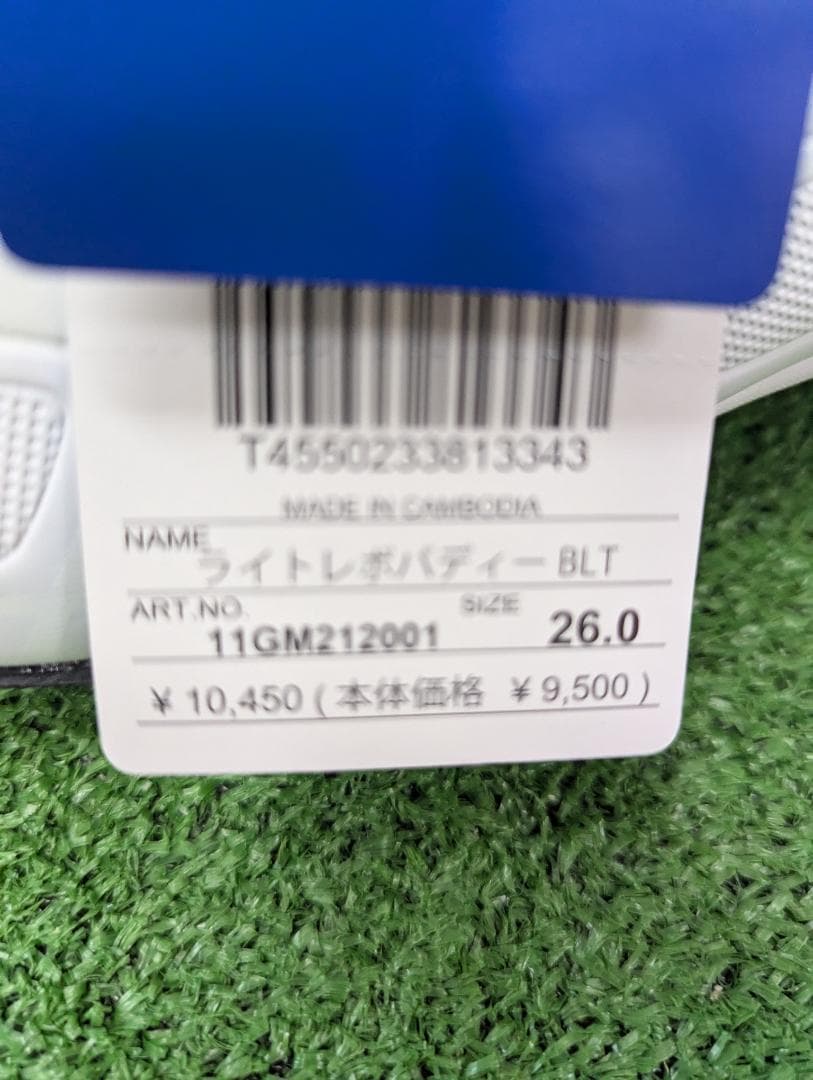 T4550233813343
MADE IN CAMBODIA
NAME
ライトレボバディー BLT
ART.NO. SIZE
11GM212001 26.0
¥ 10,450 ( 本体価格 ¥ 9,500 )